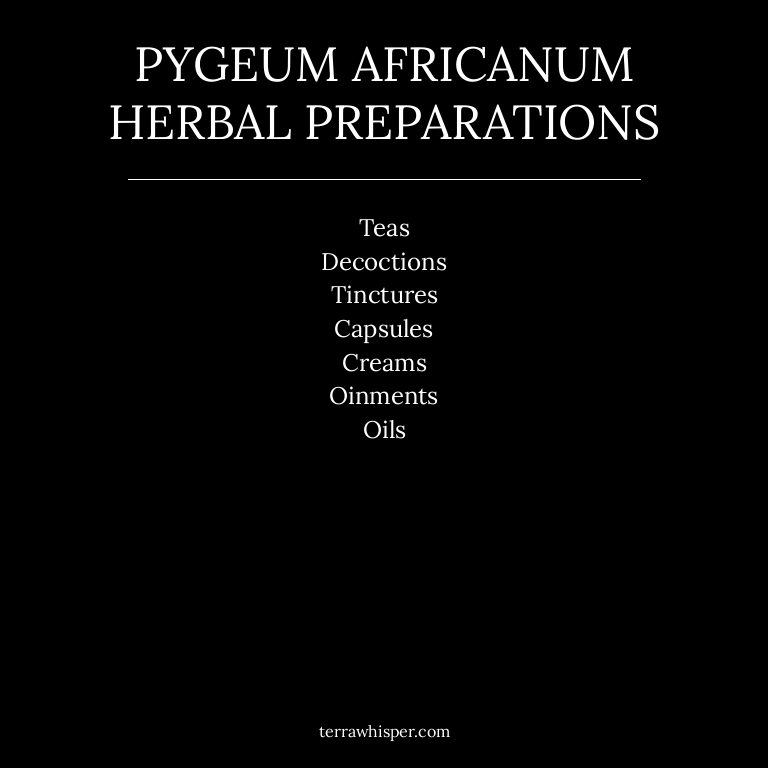 PYGEUM AFRICANUM
HERBAL PREPARATIONS
Teas
Decoctions
Tinctures
Capsules
Creams
Oinments
Oils
terrawhisper.com